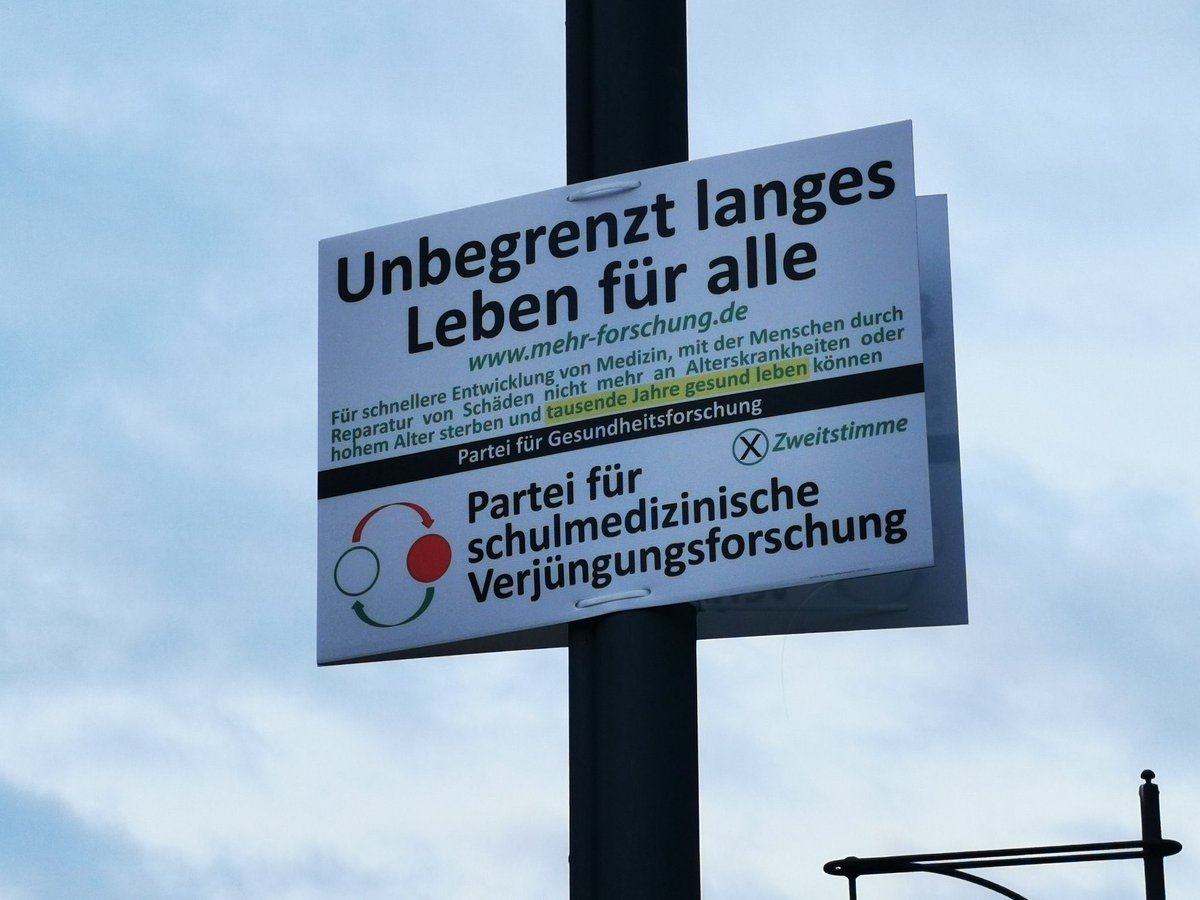 Unbegrenzt langes
Leben für alle
www.mehr-forschung.de
Für schnellere Entwicklung von Medizin, mit der Menschen durch
Reparatur von Schäden nicht mehr an Alterskrankheiten oder
hohem Alter sterben und tausende Jahre gesund leben können
Partei für Gesundheitsforschung
X Zweitstimme
Partei für
schulmedizinische
Verjüngungsforschung